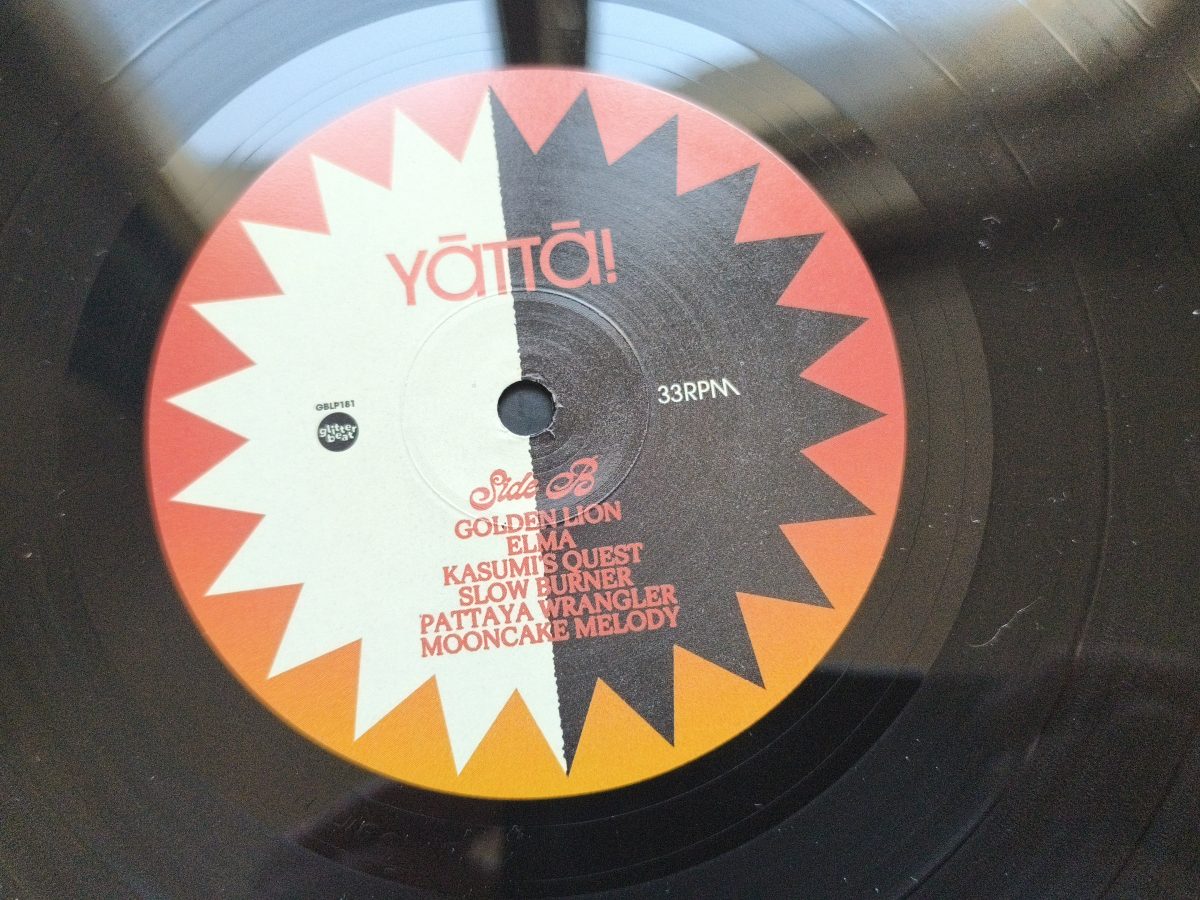 YĀTTĀ!
33RPM
GBLP181
glitter
beat
Side B
GOLDEN LION
ELMA
KASUMI'S QUEST
SLOW BURNER
PATTAYA WRANGLER
MOONCAKE MELODY